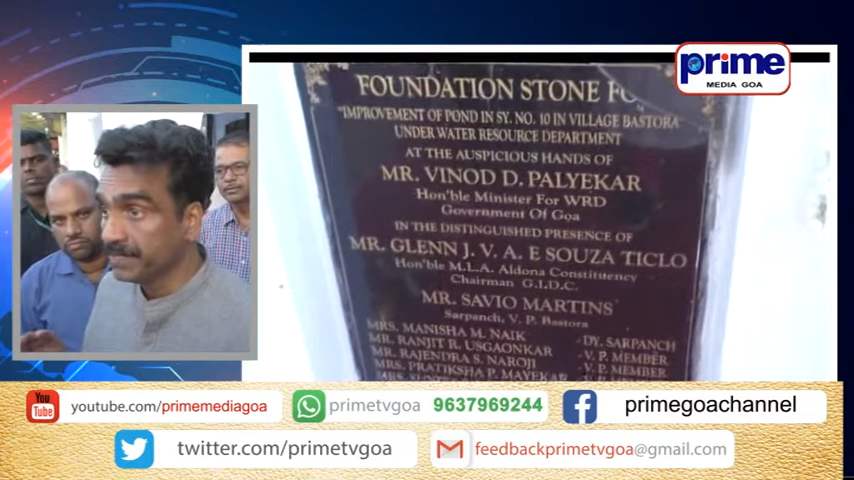 prime
MEDIA GOA
FOUNDATION STONE
"IMPROVEMENT OF POND IN SY. NO. 10 IN VILLAGE BASTORA
UNDER WATER RESOURCE DEPARTMENT
AT THE AUSPICIOUS HANDS OF
MR. VINOD D. PALYEKAR
Hon'ble Minister For WRD
Government Of Goa
IN THE DISTINGUISHED PRESENCE OF
MR. GLENN J. V. A. E SOUZA TICLO
Hon'ble M.L.A. Aldona Constituency
Chairman G.I.D.C.
MR. SAVIO MARTINS
Sarpanch, V. P. Bastora
MRS. MANISHA M. NAIK - DY. SARPANCH
MR. RANJIT R. USGAONKAR - V. P. MEMBER
MR. RAJENDRA S. NAROJI - V. P. MEMBER
MRS. PRATIKSHA P. MAYEKAR
You Tube youtube.com/primemediagoa
primetvgoa 9637969244
primegoachannel
twitter.com/primetvgoa
feedbackprimetvgoa@gmail.com